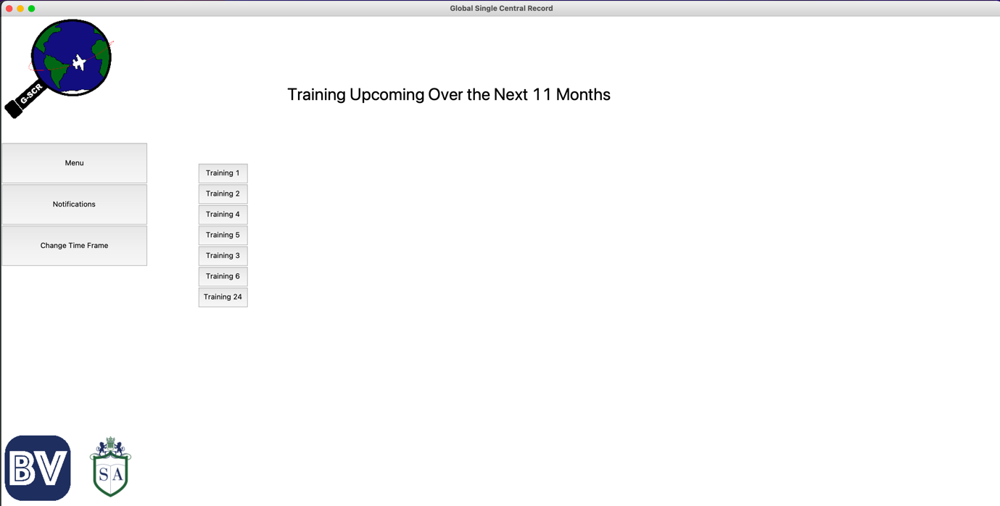 Global Single Central Record
G-SCR
Training Upcoming Over the Next 11 Months
Menu
Notifications
Change Time Frame
Training 1
Training 2
Training 4
Training 5
Training 3
Training 6
Training 24
BV
SA